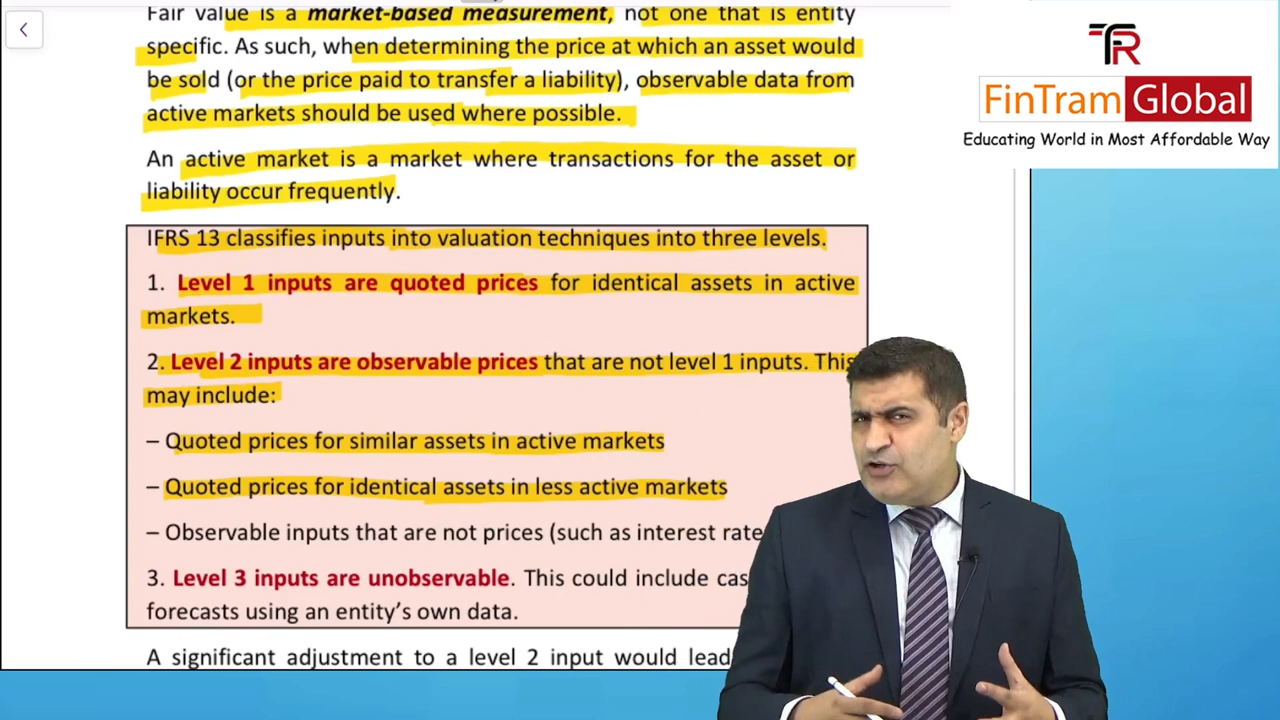 Fair value is a market-based measurement, not one that is entity
specific. As such, when determining the price at which an asset would
be sold (or the price paid to transfer a liability), observable data from
active markets should be used where possible.
An active market is a market where transactions for the asset or
liability occur frequently.
IFRS 13 classifies inputs into valuation techniques into three levels.
1. Level 1 inputs are quoted prices for identical assets in active
markets.
2. Level 2 inputs are observable prices that are not level 1 inputs. This
may include:
– Quoted prices for similar assets in active markets
– Quoted prices for identical assets in less active markets
– Observable inputs that are not prices (such as interest rate
3. Level 3 inputs are unobservable. This could include cas
forecasts using an entity's own data.
A significant adjustment to a level 2 input would lead
TFR
FinTram Global
Educating World in Most Affordable Way